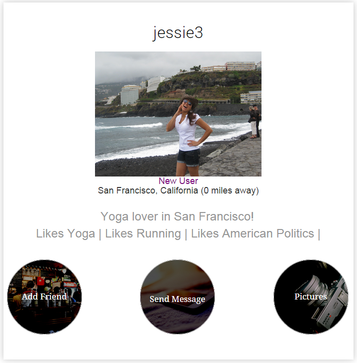 jessie3
New User
San Francisco, California (0 miles away)
Yoga lover in San Francisco!
Likes Yoga | Likes Running | Likes American Politics |
Add Friend
Send Message
Pictures